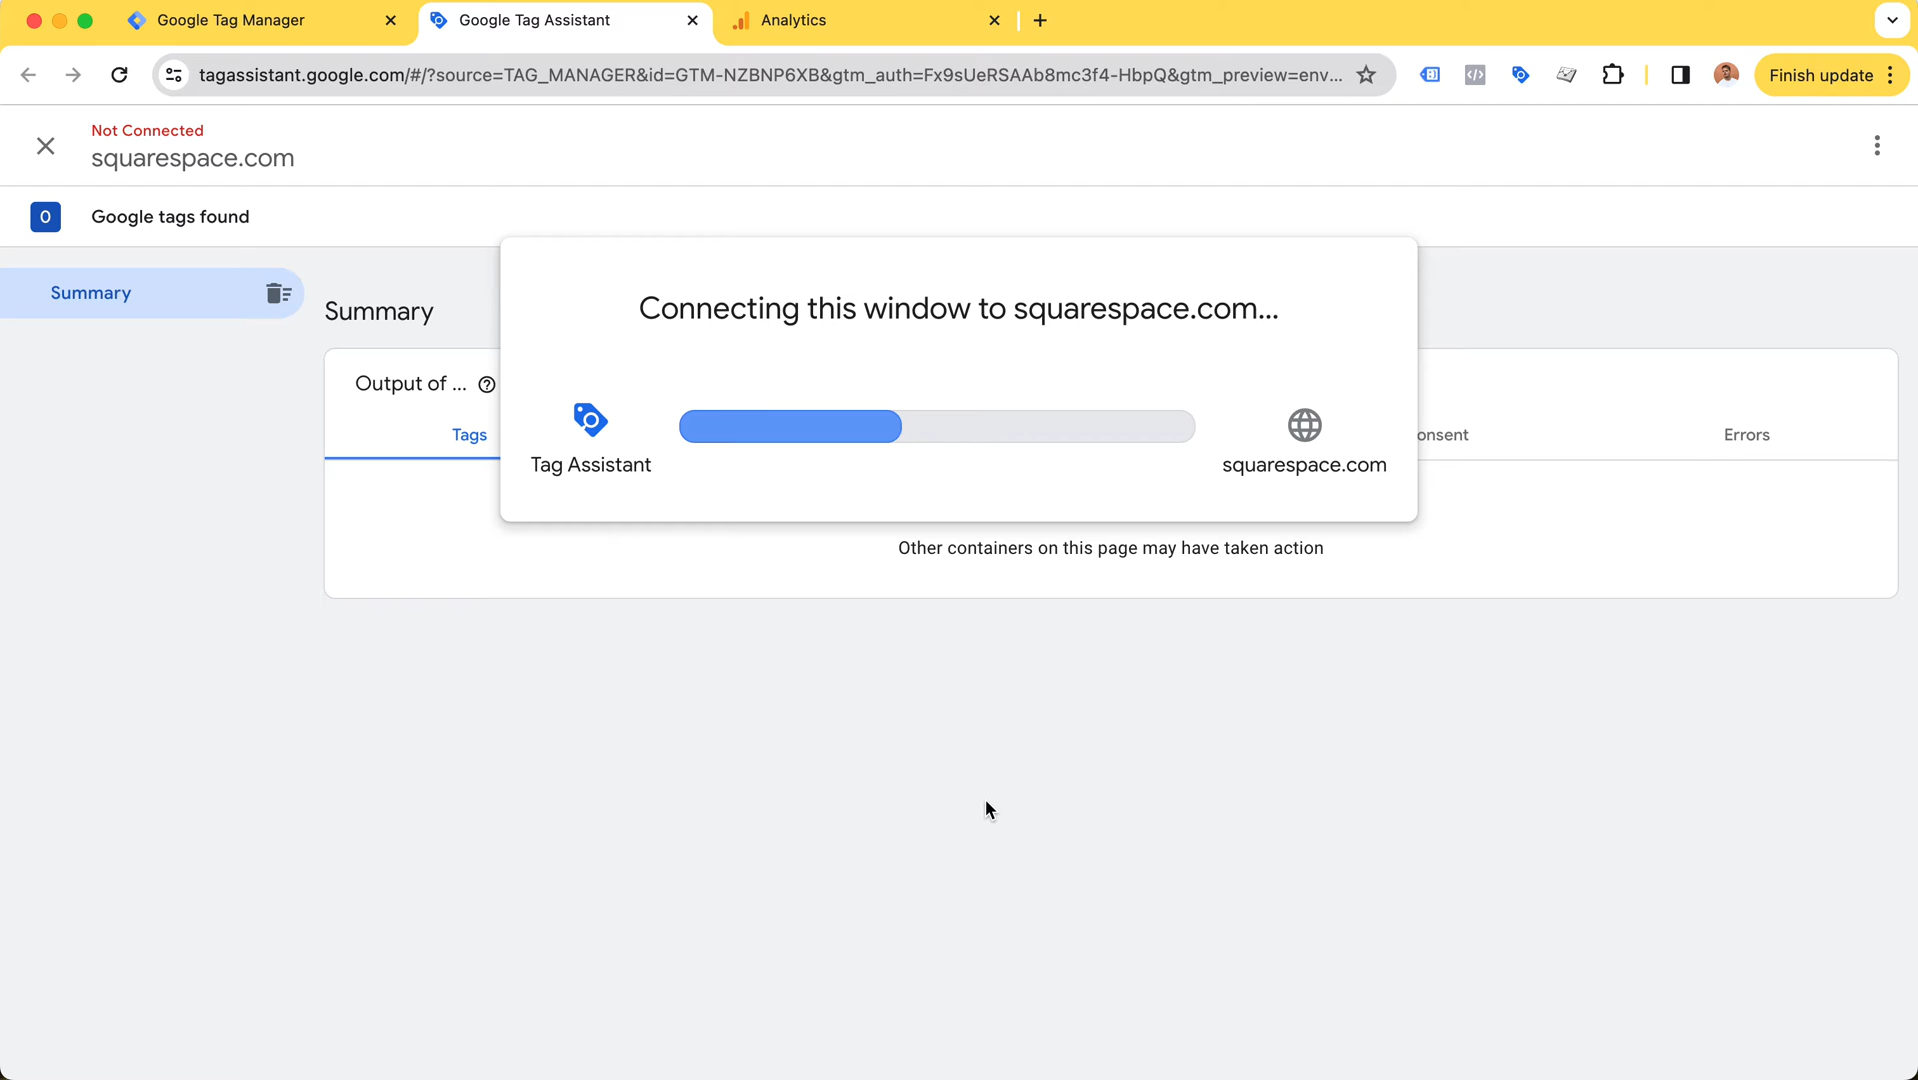 Google Tag Manager
Google Tag Assistant
Analytics
tagassistant.google.com/#/?source=TAG_MANAGER&id=GTM-NZBNP6XB&gtm_auth=Fx9sUeRSAAb8mc3f4-HbpQ&gtm_preview=env...
Finish update
Not Connected
squarespace.com
0 Google tags found
Summary
Summary
Connecting this window to squarespace.com...
Output of ...
Tags
onsent
Errors
Tag Assistant
squarespace.com
Other containers on this page may have taken action